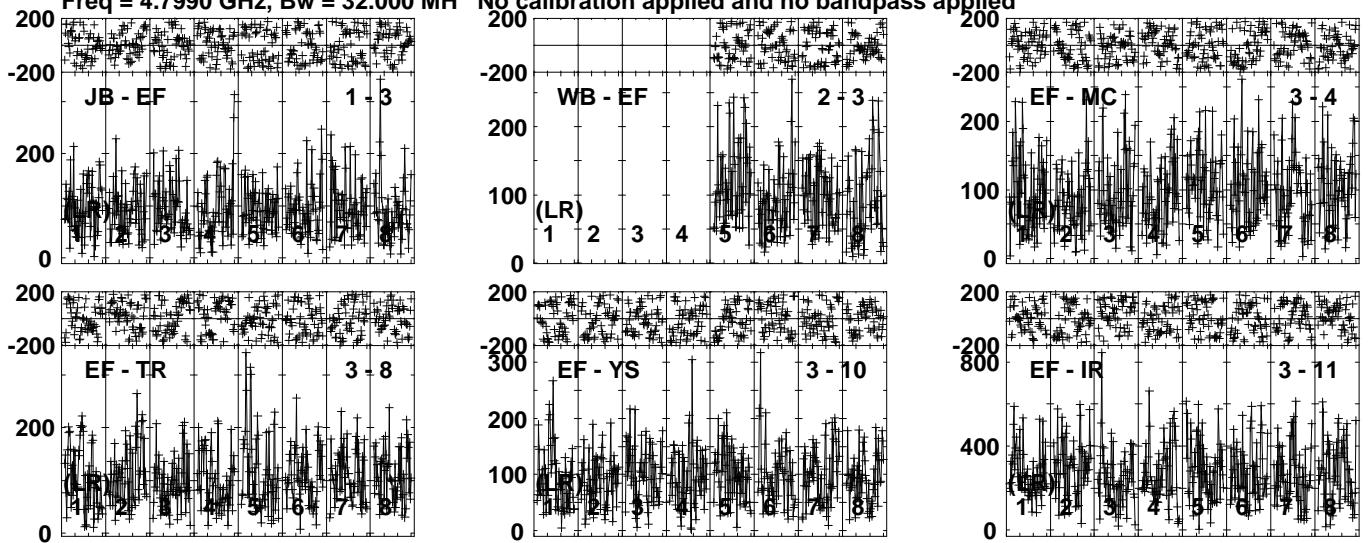 Freq = 4.7990 GHz, Bw = 32.000 MH No calibration applied and no bandpass applied
200
-200
JB - EF 1 - 3
200
(LR)
1 2 3 4 5 6 7 8
0
200
-200
WB - EF 2 - 3
200
100
(LR)
1 2 3 4 5 6 7 8
0
200
-200
EF - MC 3 - 4
200
100
(LR)
1 2 3 4 5 6 7 8
0
200
-200
EF - TR 3 - 8
200
(LR)
1 2 3 4 5 6 7 8
0
200
-200
300
EF - YS 3 - 10
200
100
(LR)
1 2 3 4 5 6 7 8
0
200
-200
800
EF - IR 3 - 11
400
(LR)
1 2 3 4 5 6 7 8
0